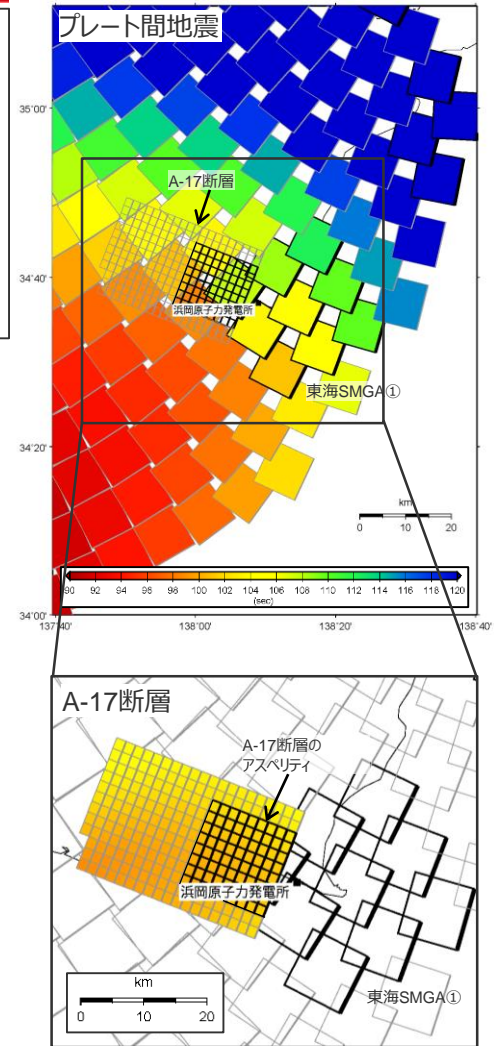 プレート間地震
35°00'
A-17断層
34°40'
浜岡原子力発電所
東海SMGA①
34°20'
km
0 10 20
90 92 94 96 98 100 102 104 106 108 110 112 114 116 118 120
(sec)
34°00'
137°40' 138°00' 138°20' 138°40'
A-17断層
A-17断層の
アスペリティ
浜岡原子力発電所
km
0 10 20
東海SMGA①